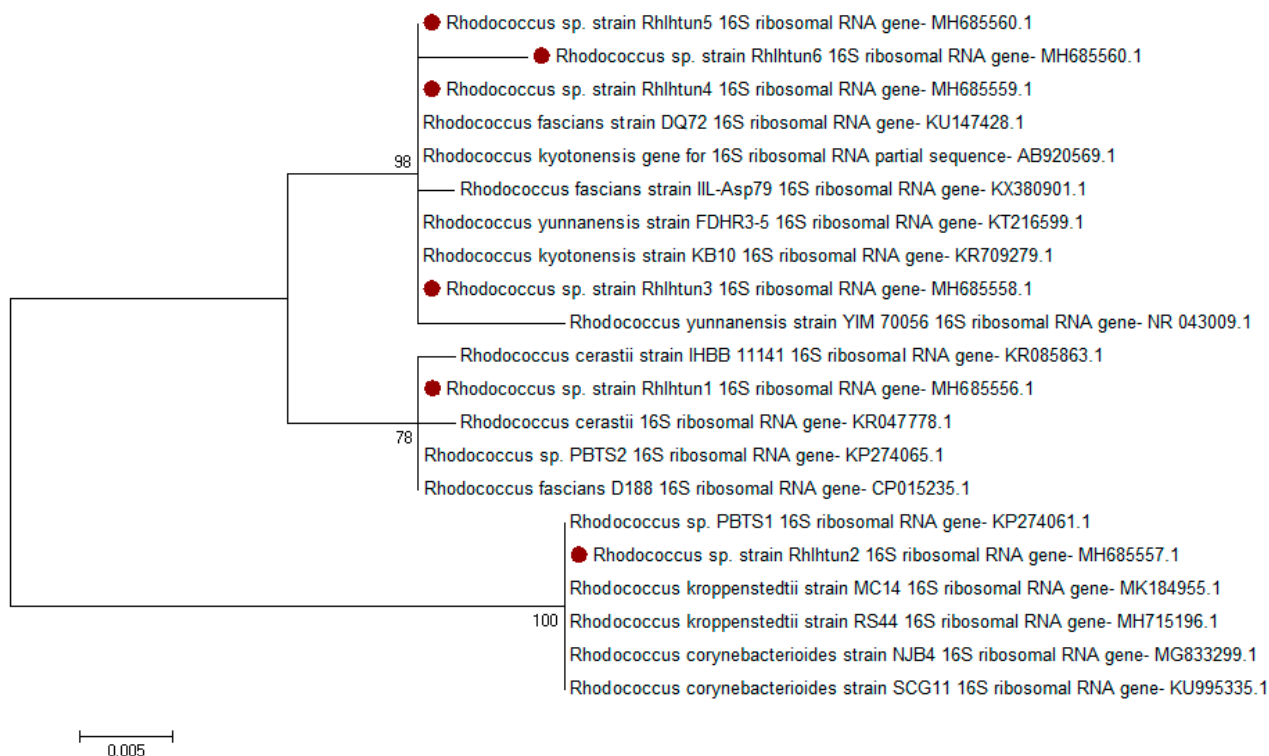 Rhodococcus sp. strain Rhlhtun5 16S ribosomal RNA gene- MH685560.1
Rhodococcus sp. strain Rhlhtun6 16S ribosomal RNA gene- MH685560.1
Rhodococcus sp. strain Rhlhtun4 16S ribosomal RNA gene- MH685559.1
Rhodococcus fascians strain DQ72 16S ribosomal RNA gene- KU147428.1
98
Rhodococcus kyotonensis gene for 16S ribosomal RNA partial sequence- AB920569.1
Rhodococcus fascians strain IIL-Asp79 16S ribosomal RNA gene- KX380901.1
Rhodococcus yunnanensis strain FDHR3-5 16S ribosomal RNA gene- KT216599.1
Rhodococcus kyotonensis strain KB10 16S ribosomal RNA gene- KR709279.1
Rhodococcus sp. strain Rhlhtun3 16S ribosomal RNA gene- MH685558.1
Rhodococcus yunnanensis strain YIM 70056 16S ribosomal RNA gene- NR 043009.1
Rhodococcus cerastii strain IHBB 11141 16S ribosomal RNA gene- KR085863.1
Rhodococcus sp. strain Rhlhtun1 16S ribosomal RNA gene- MH685556.1
Rhodococcus cerastii 16S ribosomal RNA gene- KR047778.1
78
Rhodococcus sp. PBTS2 16S ribosomal RNA gene- KP274065.1
Rhodococcus fascians D188 16S ribosomal RNA gene- CP015235.1
Rhodococcus sp. PBTS1 16S ribosomal RNA gene- KP274061.1
Rhodococcus sp. strain Rhlhtun2 16S ribosomal RNA gene- MH685557.1
Rhodococcus kroppenstedtii strain MC14 16S ribosomal RNA gene- MK184955.1
100
Rhodococcus kroppenstedtii strain RS44 16S ribosomal RNA gene- MH715196.1
Rhodococcus corynebacterioides strain NJB4 16S ribosomal RNA gene- MG833299.1
Rhodococcus corynebacterioides strain SCG11 16S ribosomal RNA gene- KU995335.1
0.005